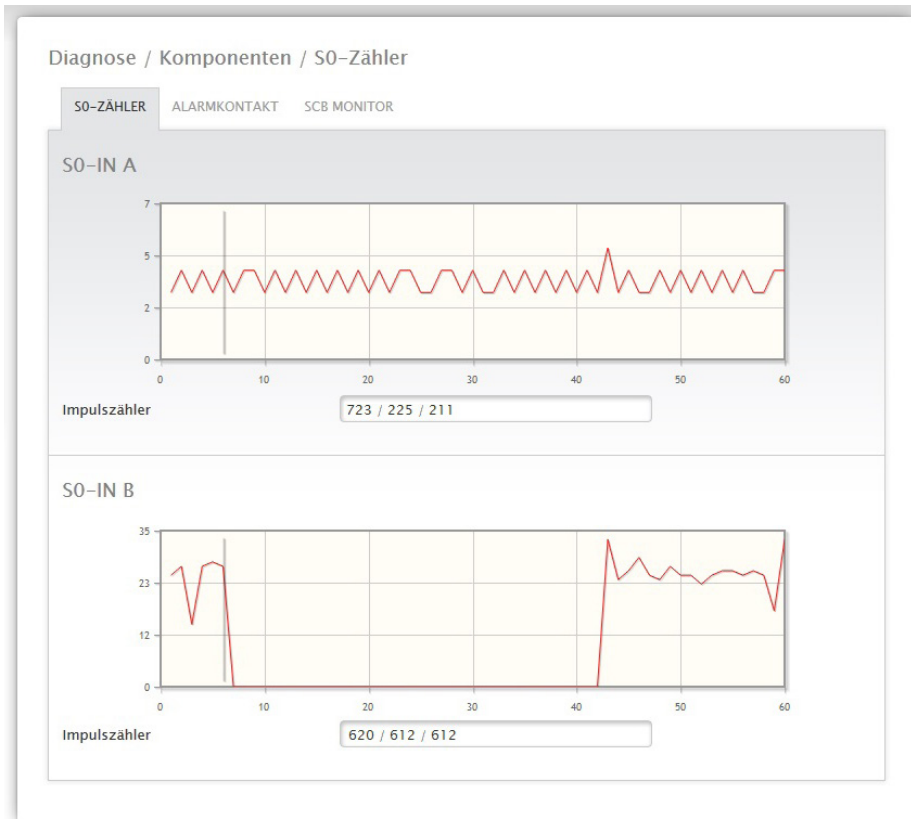 Diagnose / Komponenten / S0-Zähler
S0-ZÄHLER ALARMKONTAKT SCB MONITOR
S0-IN A
7
5
2
0
0 10 20 30 40 50 60
Impulszähler 723 / 225 / 211
S0-IN B
35
23
12
0
0 10 20 30 40 50 60
Impulszähler 620 / 612 / 612